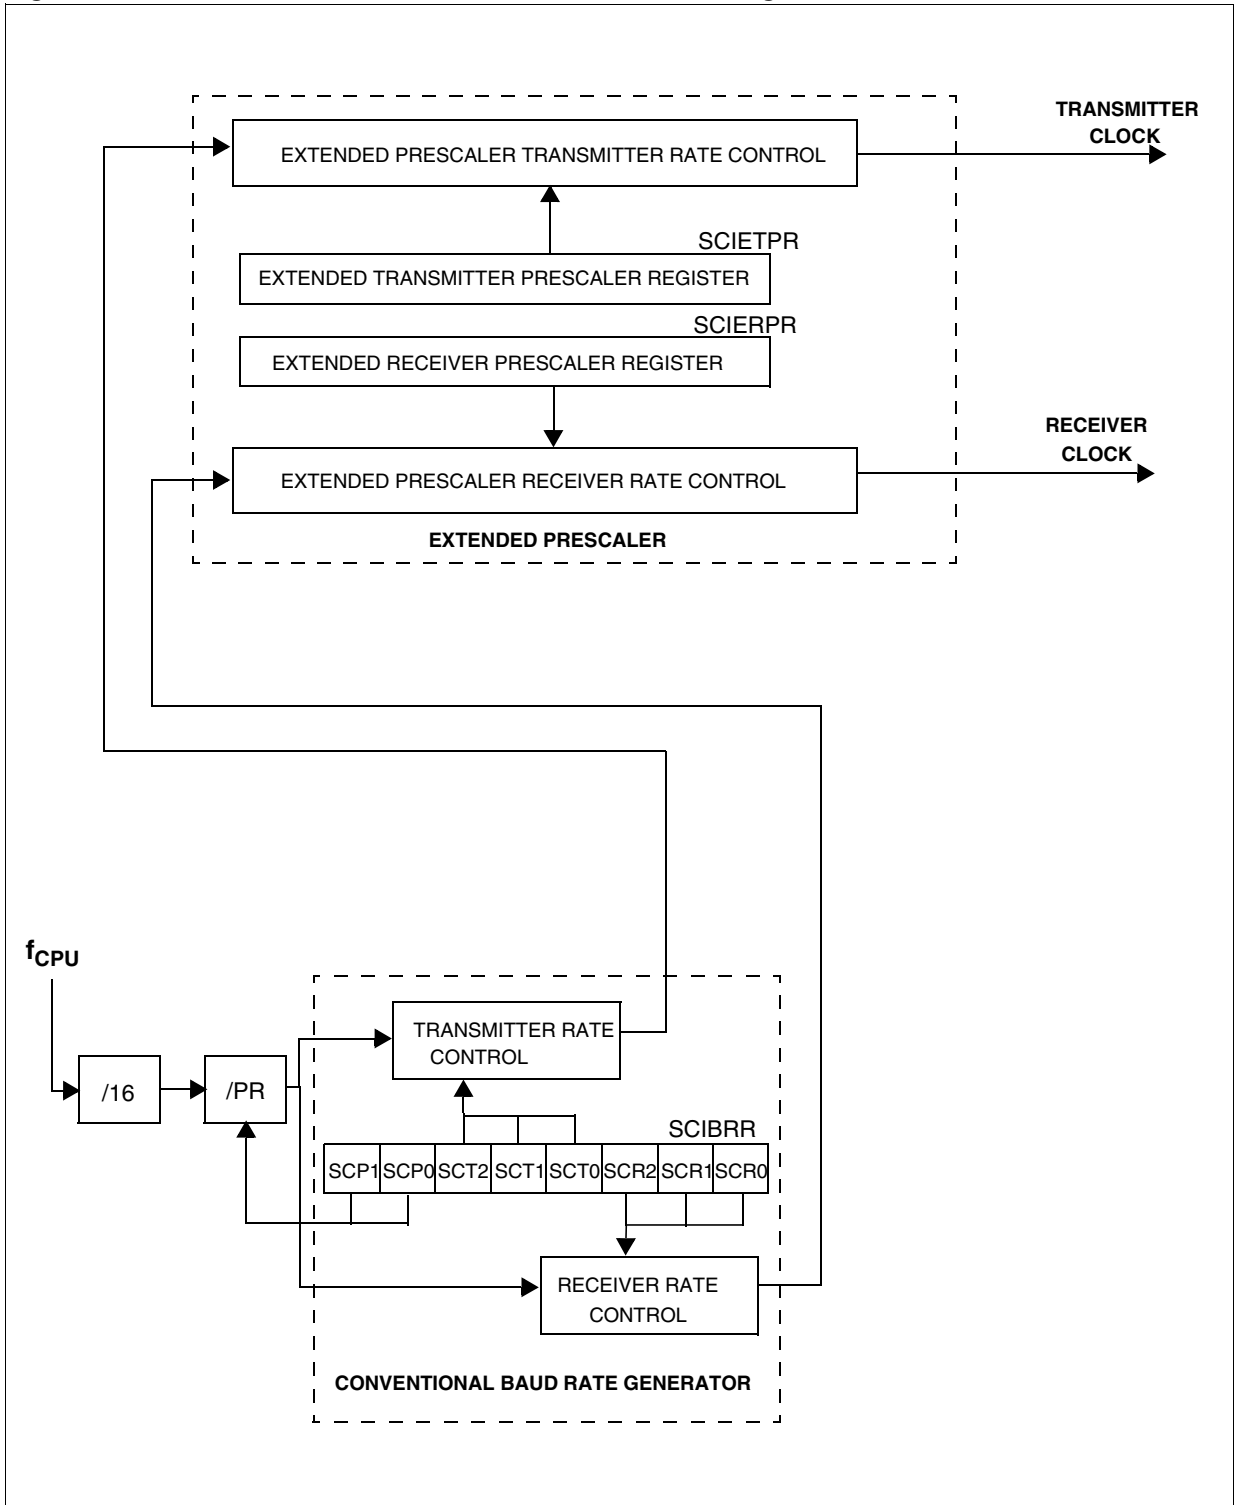 TRANSMITTER
CLOCK
EXTENDED PRESCALER TRANSMITTER RATE CONTROL
SCIETPR
EXTENDED TRANSMITTER PRESCALER REGISTER
SCIERPR
EXTENDED RECEIVER PRESCALER REGISTER
RECEIVER
CLOCK
EXTENDED PRESCALER RECEIVER RATE CONTROL
EXTENDED PRESCALER
fCPU
TRANSMITTER RATE
CONTROL
/16
/PR
SCIBRR
SCP1 SCP0 SCT2 SCT1 SCT0 SCR2 SCR1 SCR0
RECEIVER RATE
CONTROL
CONVENTIONAL BAUD RATE GENERATOR